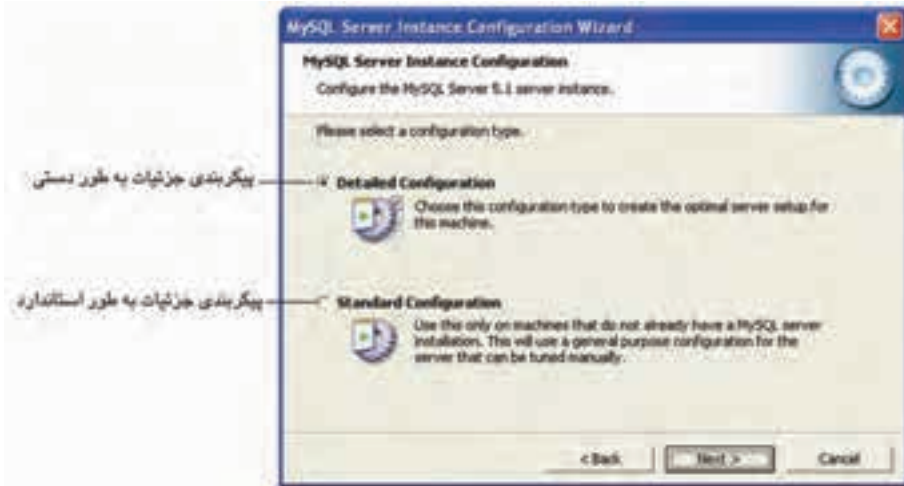 MySQL Server Instance Configuration Wizard
MySQL Server Instance Configuration
Configure the MySQL Server 5.1 server instance.
Please select a configuration type.
پیکربندی جزئیات به طور دستی
Detailed Configuration
Choose this configuration type to create the optimal server setup for
this machine.
پیکربندی جزئیات به طور استاندارد
Standard Configuration
Use this only on machines that do not already have a MySQL server
installation. This will use a general purpose configuration for the
server that can be tuned manually.
< Back
Next >
Cancel